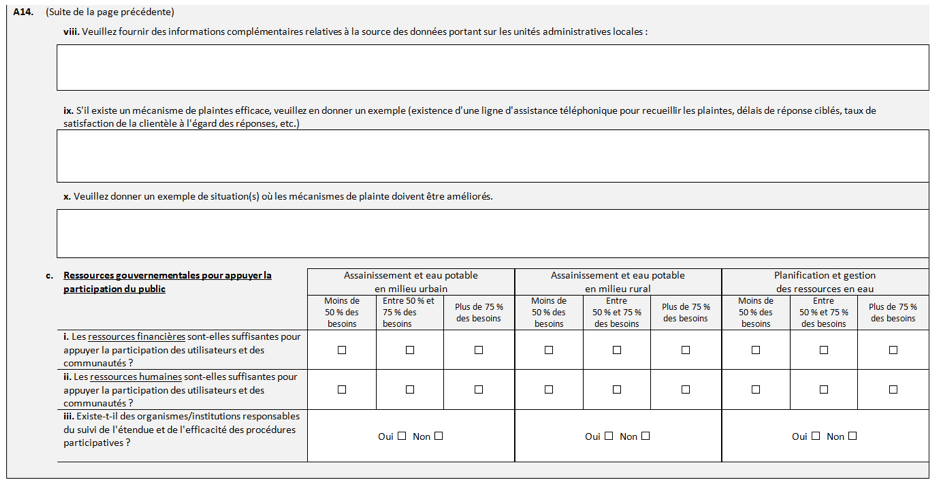 A14. (Suite de la page précédente)
viii. Veuillez fournir des informations complémentaires relatives à la source des données portant sur les unités administratives locales :
ix. S'il existe un mécanisme de plaintes efficace, veuillez en donner un exemple (existence d'une ligne d'assistance téléphonique pour recueillir les plaintes, délais de réponse ciblés, taux de
satisfaction de la clientèle à l'égard des réponses, etc.)
x. Veuillez donner un exemple de situation(s) où les mécanismes de plainte doivent être améliorés.
c. Ressources gouvernementales pour appuyer la
participation du public
Assainissement et eau potable
en milieu urbain
Assainissement et eau potable
en milieu rural
Planification et gestion
des ressources en eau
Moins de
50 % des
besoins
Entre 50 % et
75 % des
besoins
Plus de 75 %
des besoins
Moins de
50 % des
besoins
Entre
50 % et 75 %
des besoins
Plus de 75 %
des besoins
Moins de
50 % des
besoins
Entre
50 % et 75 %
des besoins
Plus de 75 %
des besoins
i. Les ressources financières sont-elles suffisantes pour
appuyer la participation des utilisateurs et des
communautés ?
☐ ☐ ☐ ☐ ☐ ☐ ☐ ☐ ☐
ii. Les ressources humaines sont-elles suffisantes pour
appuyer la participation des utilisateurs et des
communautés ?
☐ ☐ ☐ ☐ ☐ ☐ ☐ ☐ ☐
iii. Existe-t-il des organismes/institutions responsables
du suivi de l'étendue et de l'efficacité des procédures
participatives ?
Oui ☐ Non ☐
Oui ☐ Non ☐
Oui ☐ Non ☐